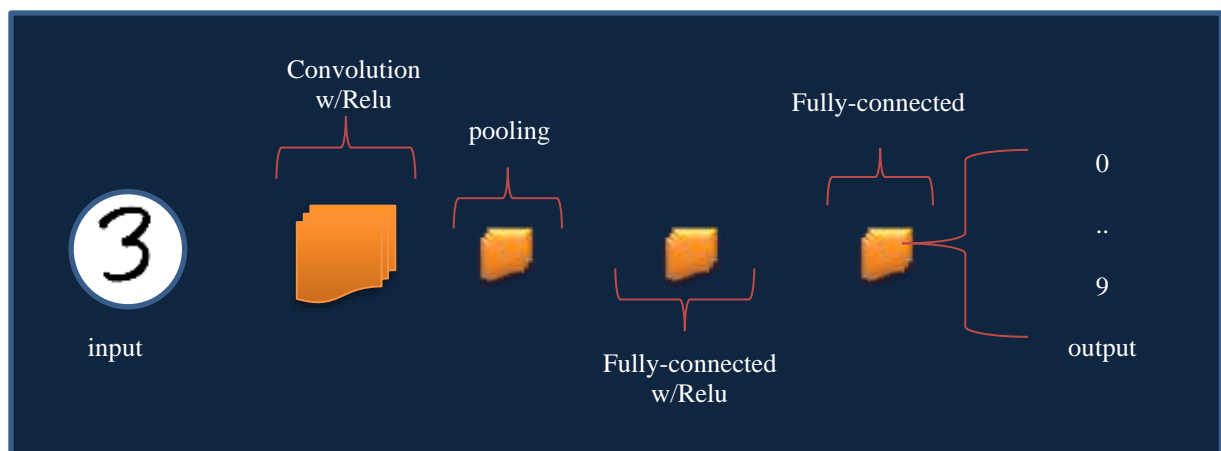 Convolution
w/Relu
pooling
Fully-connected
3
input
Fully-connected
w/Relu
0
..
9
output